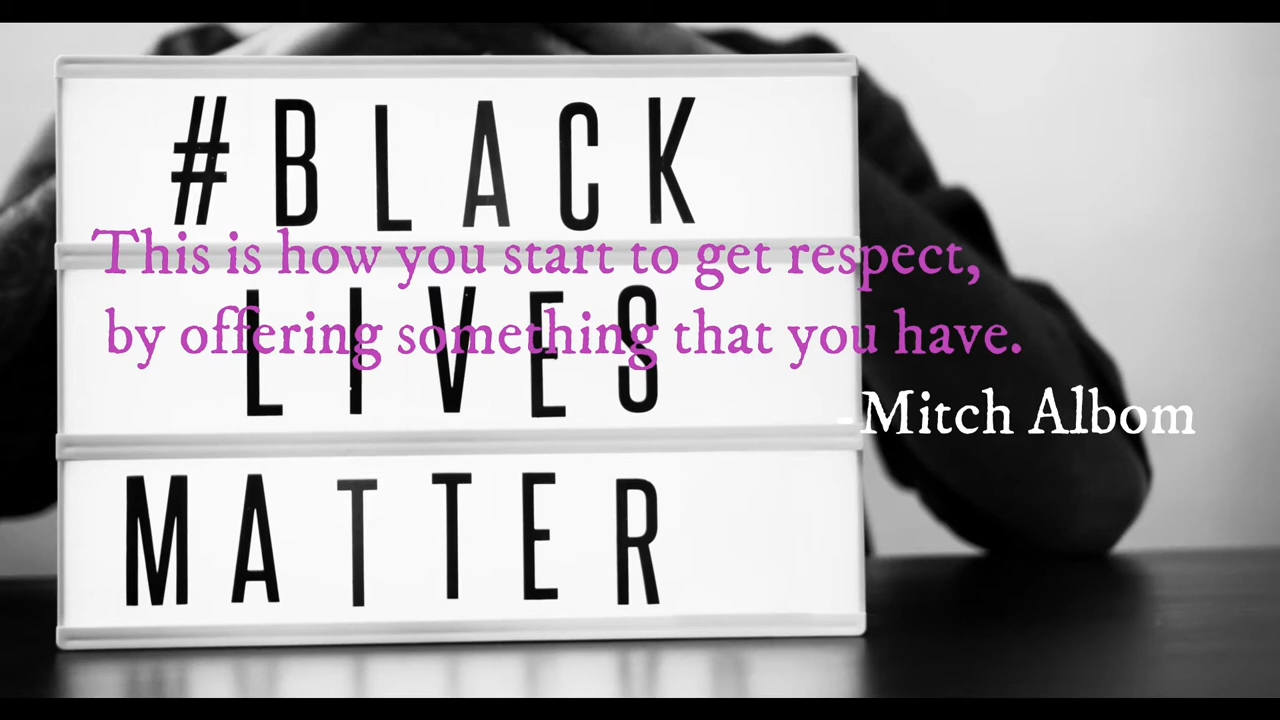 #BLACK
This is how you start to get respect,
LIVES
by offering something that you have.
-Mitch Albom
MATTER